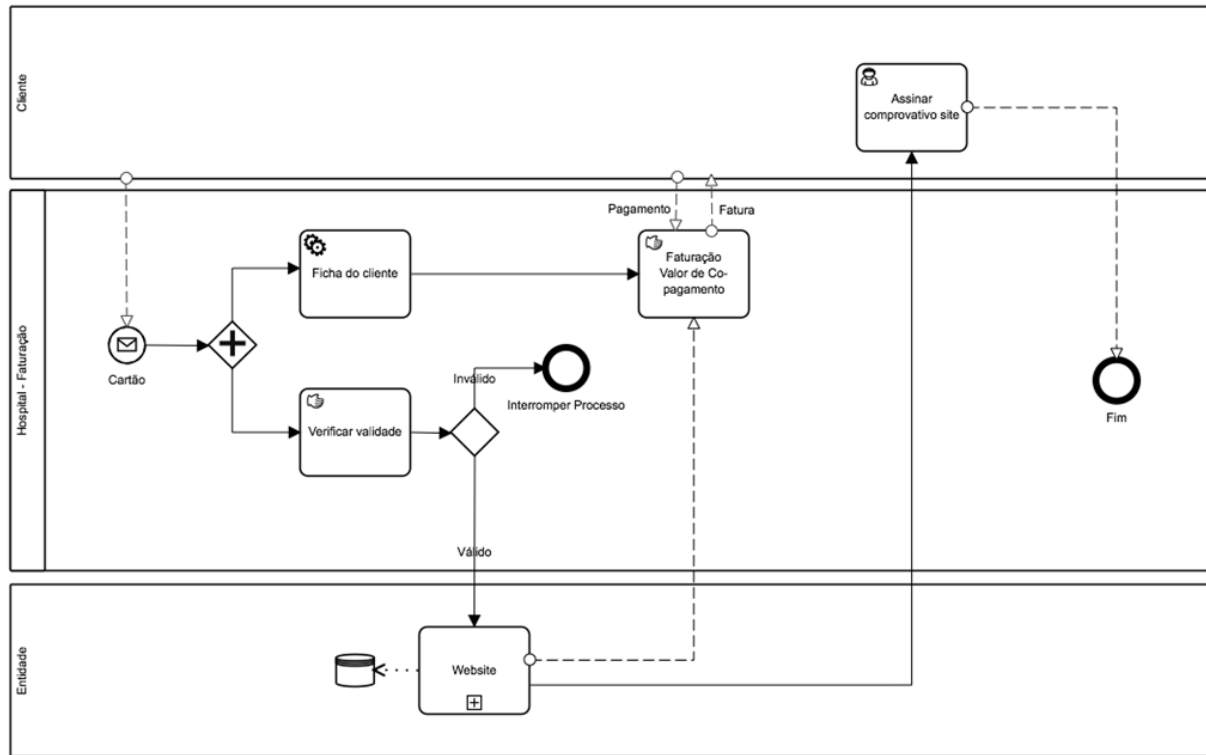 Cliente
Assinar
comprovativo site
Pagamento
Fatura
Hospital - Faturação
Ficha do cliente
Faturação
Valor de Co-
pagamento
Cartão
Inválido
Interromper Processo
Verificar validade
Fim
Válido
Entidade
Website